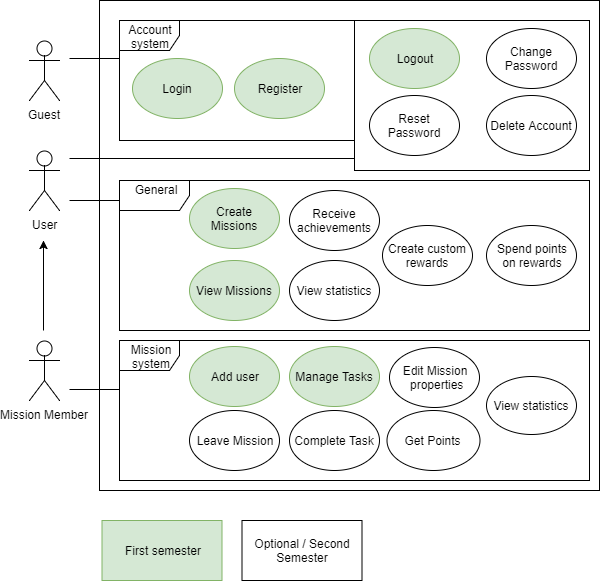 Account
system
Login
Register
Logout
Change
Password
Reset
Password
Delete Account
Guest
User
General
Create
Missions
Receive
achievements
Create custom
rewards
Spend points
on rewards
View Missions
View statistics
Mission
system
Add user
Manage Tasks
Edit Mission
properties
View statistics
Leave Mission
Complete Task
Get Points
Mission Member
First semester
Optional / Second
Semester